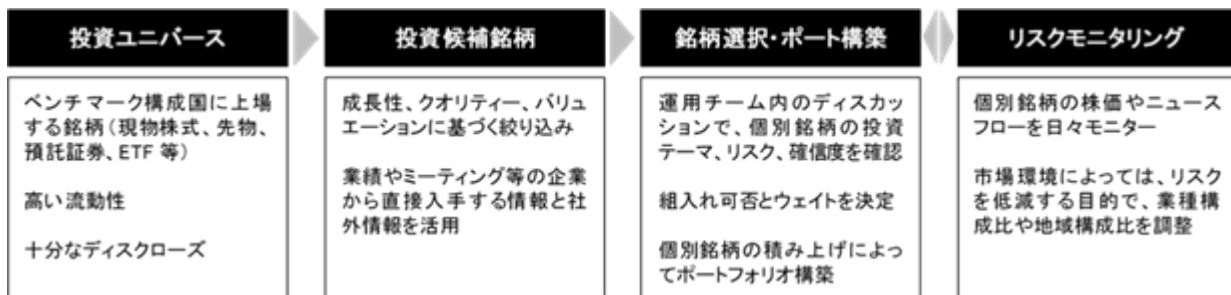 投資ユニバース
ベンチマーク構成国に上場
する銘柄（現物株式、先物、
預託証券、ETF 等）
高い流動性
十分なディスクローズ
投資候補銘柄
成長性、クオリティー、バリュ
エーションに基づく絞り込み
業績やミーティング等の企業
から直接入手する情報と社
外情報を活用
銘柄選択・ポート構築
運用チーム内のディスカッ
ションで、個別銘柄の投資
テーマ、リスク、確信度を確認
組入れ可否とウェイトを決定
個別銘柄の積み上げによっ
てポートフォリオ構築
リスクモニタリング
個別銘柄の株価やニュース
フローを日々モニター
市場環境によっては、リスク
を低減する目的で、業種構
成比や地域構成比を調整